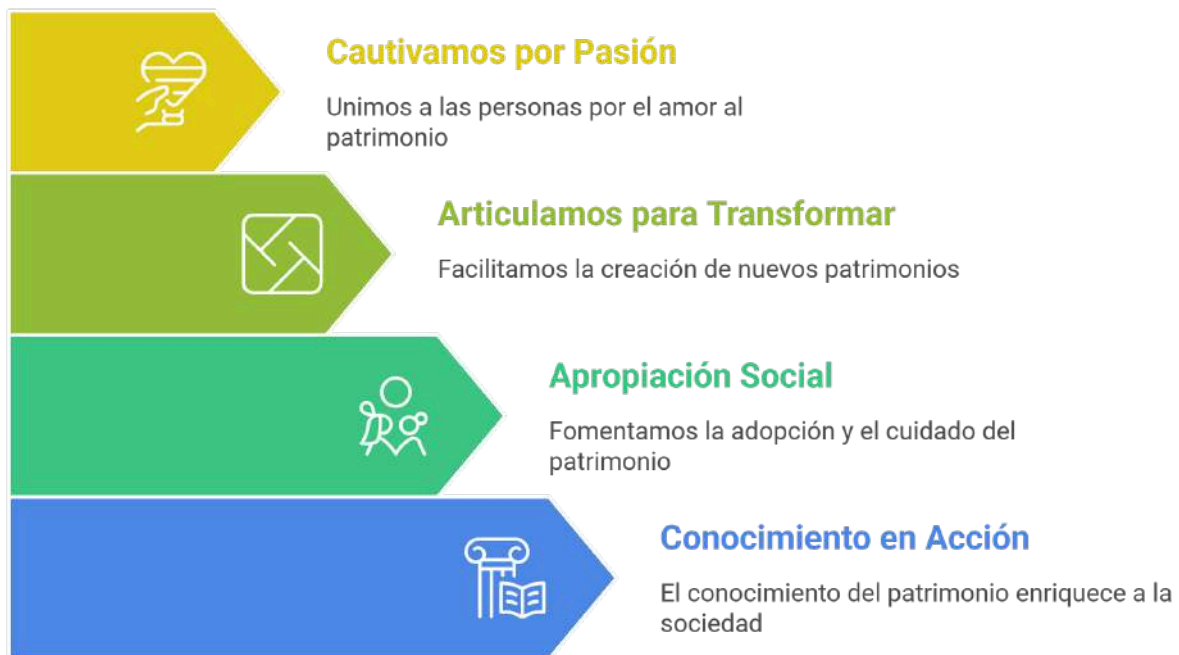 Cautivamos por Pasión
Unimos a las personas por el amor al
patrimonio
Articulamos para Transformar
Facilitamos la creación de nuevos patrimonios
Apropiación Social
Fomentamos la adopción y el cuidado del
patrimonio
Conocimiento en Acción
El conocimiento del patrimonio enriquece a la
sociedad